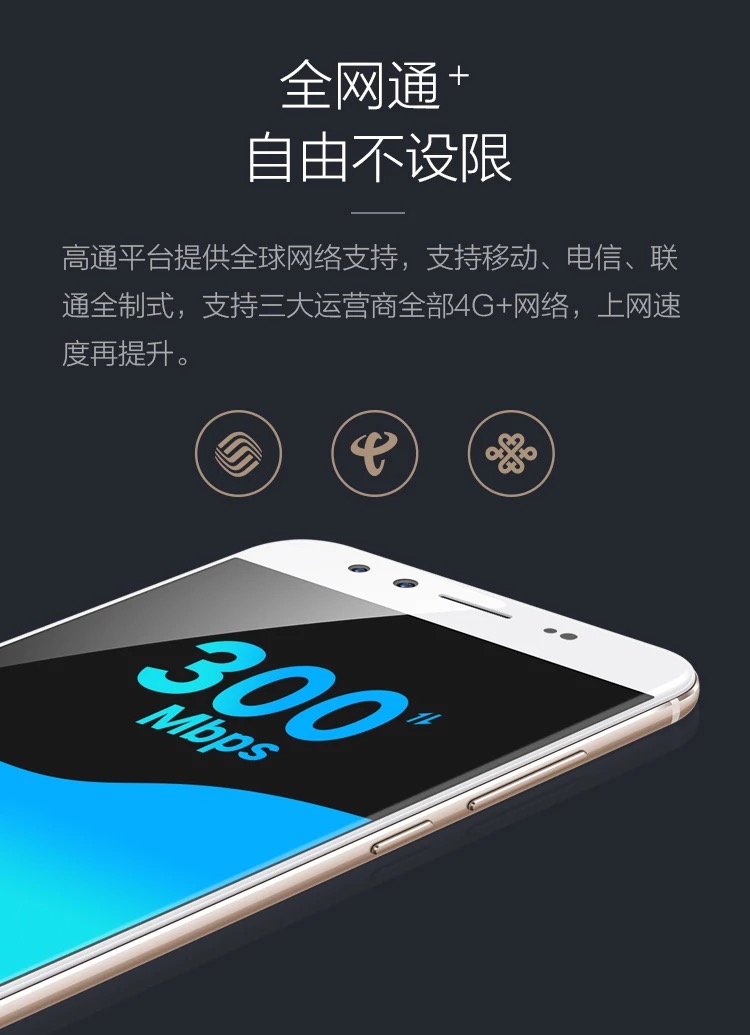 全网通+
自由不设限
高通平台提供全球网络支持，支持移动、电信、联
通全制式，支持三大运营商全部4G+网络，上网速
度再提升。
300
Mbps